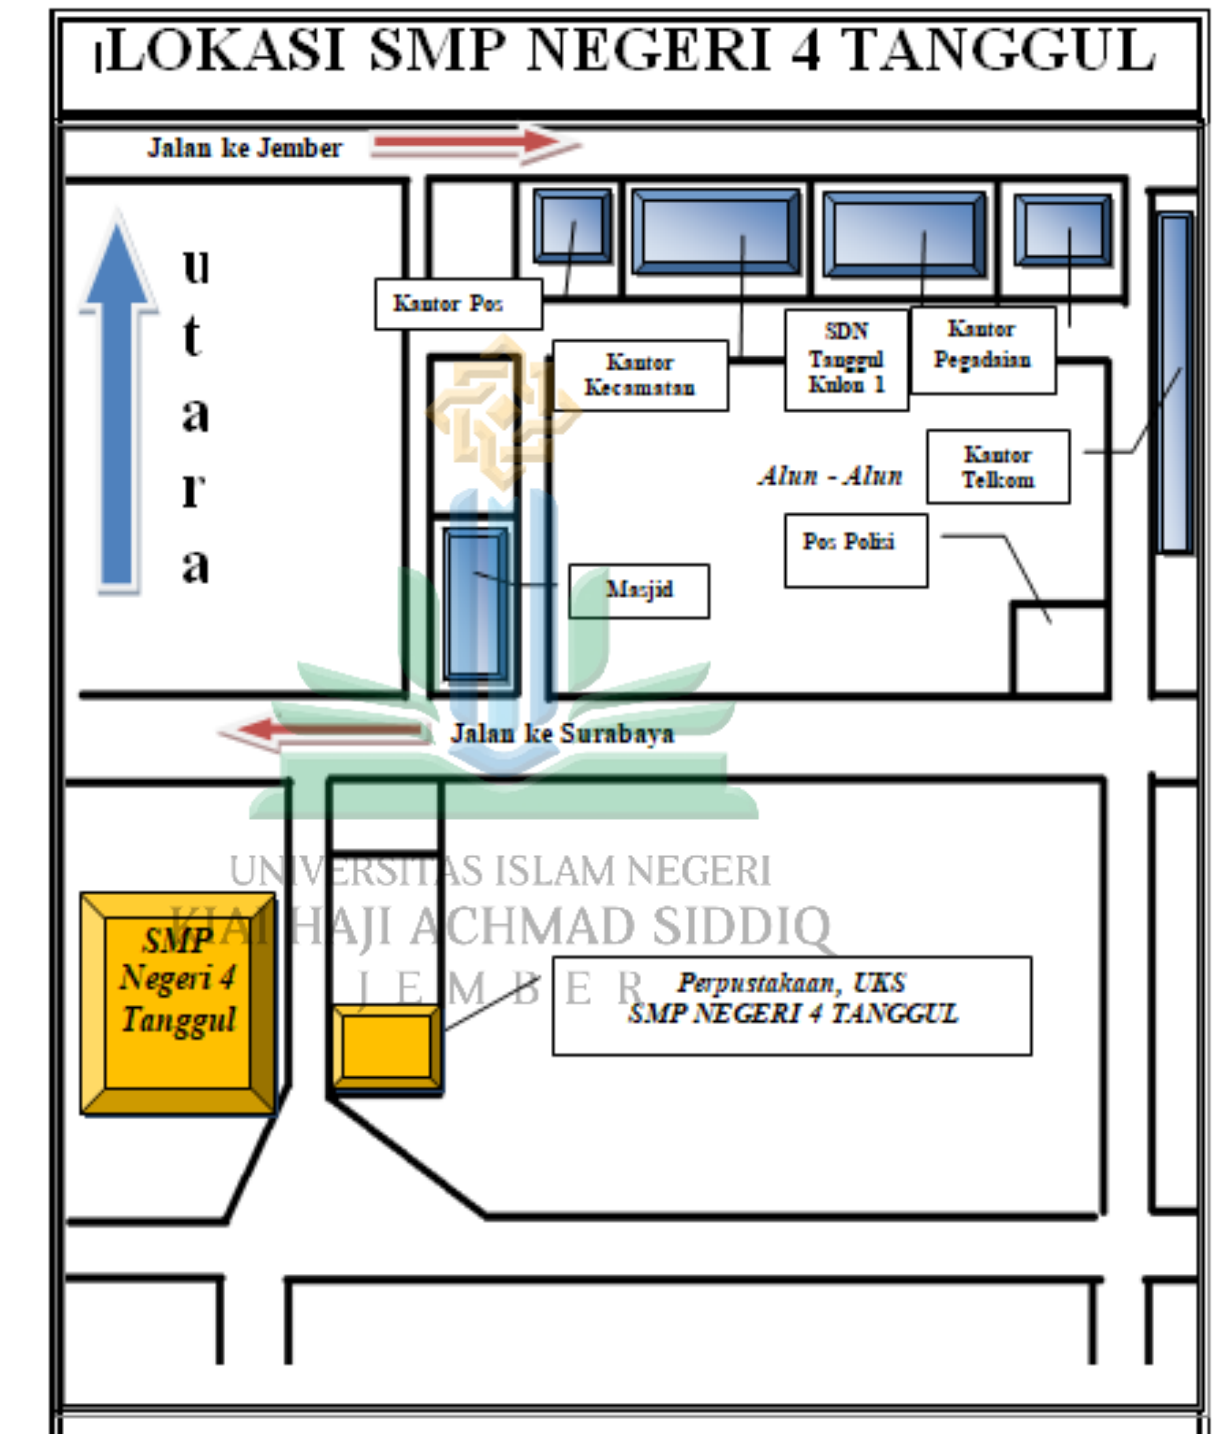 LOKASI SMP NEGERI 4 TANGGUL
Jalan ke Jember
u
t
a
r
a
Kantor Pos
Kantor
Kecamatan
SDN
Tanggul
Kulon 1
Kantor
Pegadaian
Kantor
Telkom
Alun - Alun
Pos Polisi
Masjid
Jalan ke Surabaya
UNIVERSITAS ISLAM NEGERI
KIAI HAJI ACHMAD SIDDIQ
JEMBER
SMP
Negeri 4
Tanggul
Perpustakaan, UKS
SMP NEGERI 4 TANGGUL